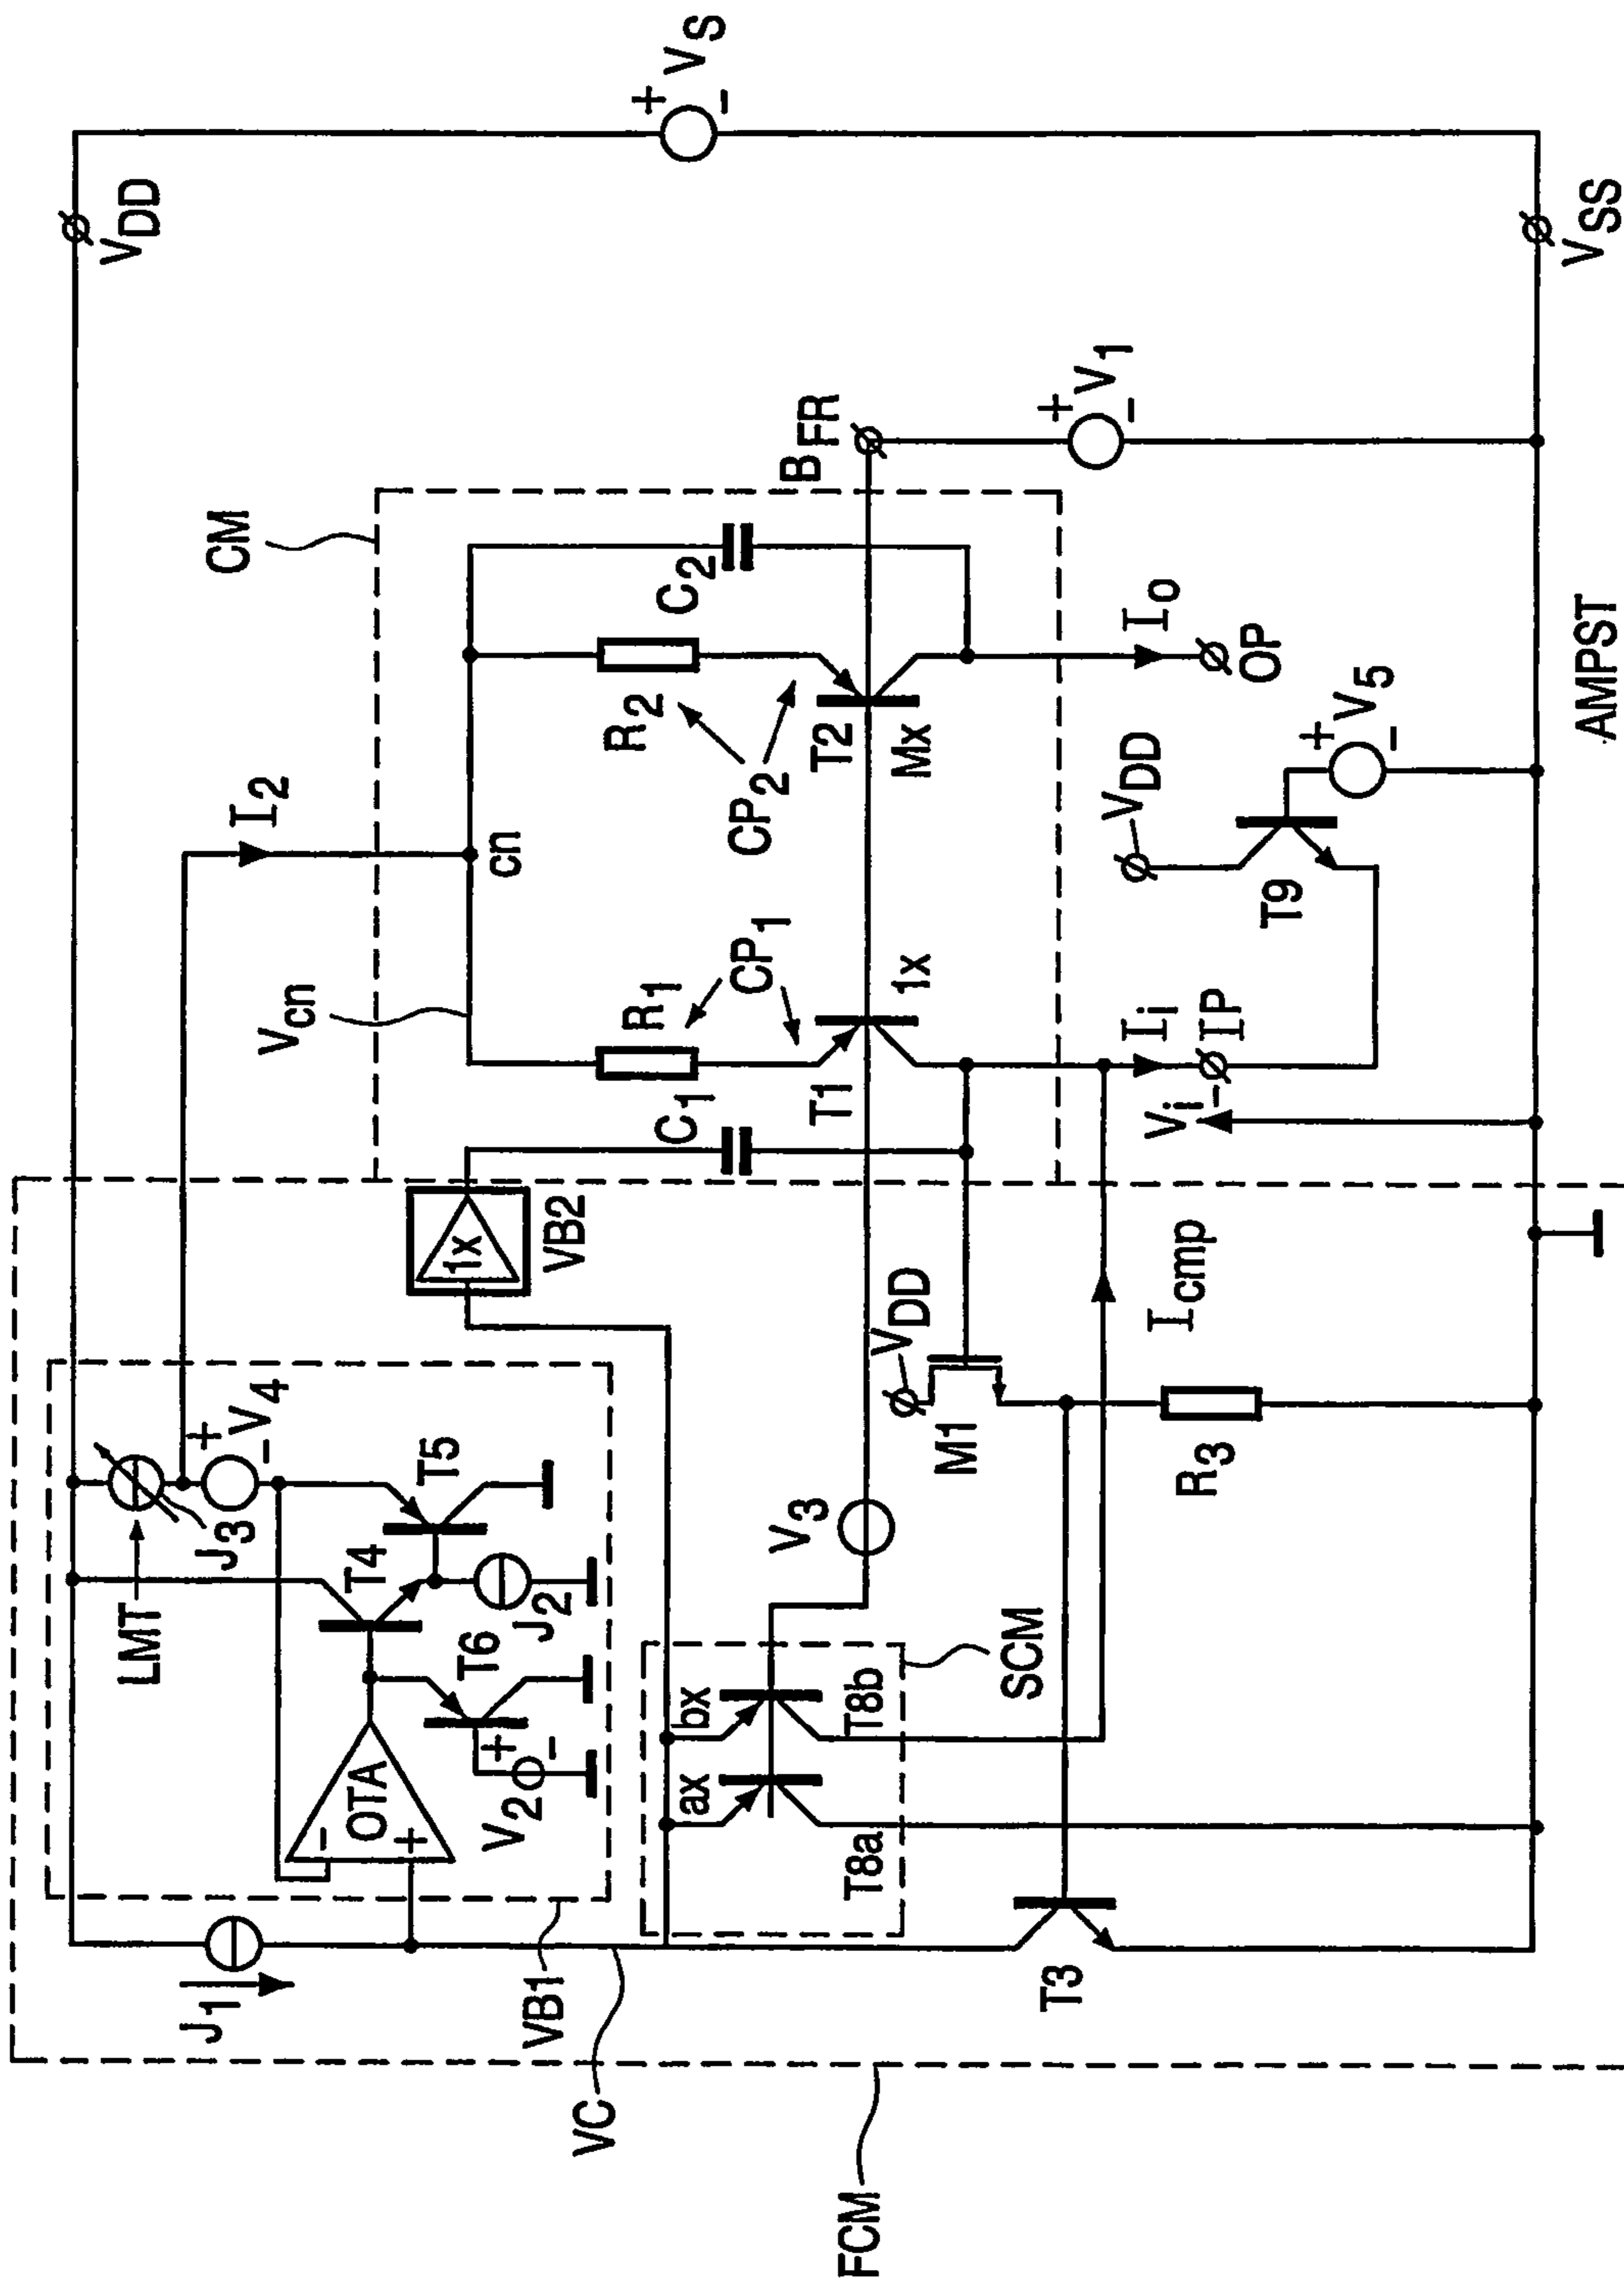 FCM
VC
VB1
J1
LMT
J3
V4
+
-
T4
T5
T6
J2
V2
+
-
OTA
-
+
VB2
1x
SCM
ax
bx
T8a
T8b
T3
V3
VDD
M1
R3
Icmp
VDD
I2
CM
Vcn
cn
R1
CP1
C1
T1
1x
R2
CP2
C2
T2
Mx
BFR
Vi
-
Ii
IP
Io
OP
VDD
T9
V5
+
-
V1
+
-
VS
+
-
VSS
AMPST